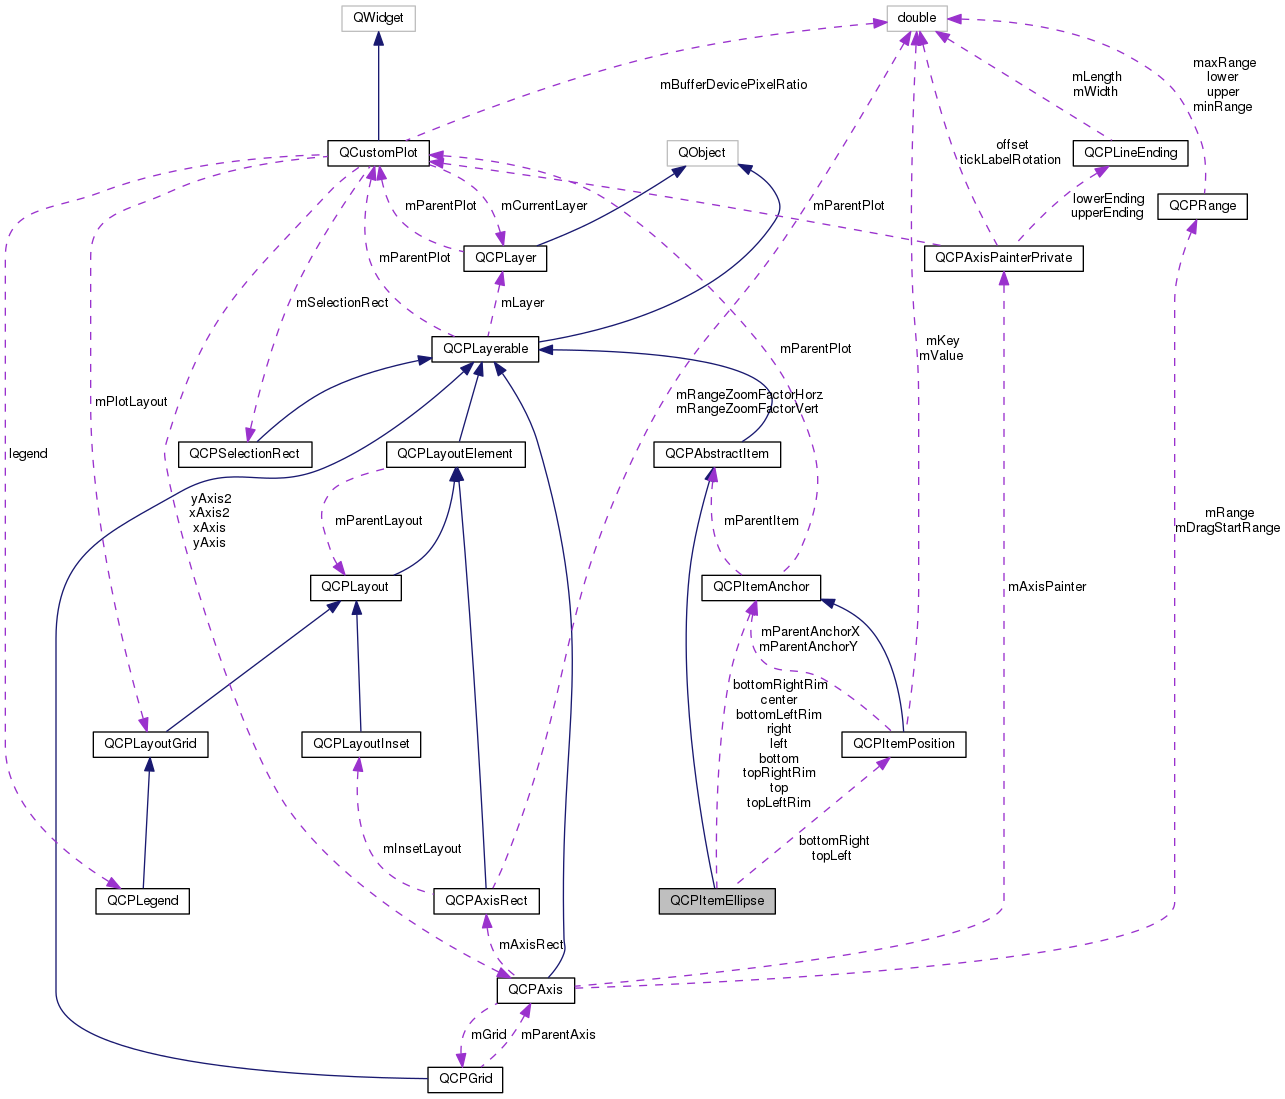 QWidget
double
maxRange
lower
upper
minRange
mLength
mWidth
mBufferDevicePixelRatio
QCustomPlot
QObject
offset
tickLabelRotation
QCPLineEnding
mParentPlot
mCurrentLayer
mParentPlot
lowerEnding
upperEnding
QCPRange
mParentPlot
QCPLayer
QCPAxisPainterPrivate
mSelectionRect
mLayer
QCPLayerable
mParentPlot
mKey
mValue
mPlotLayout
mRangeZoomFactorHorz
mRangeZoomFactorVert
legend
QCPSelectionRect
QCPLayoutElement
QCPAbstractItem
yAxis2
xAxis2
xAxis
yAxis
mParentLayout
mParentItem
mRange
mDragStartRange
QCPLayout
QCPItemAnchor
mAxisPainter
mParentAnchorX
mParentAnchorY
bottomRightRim
center
bottomLeftRim
right
left
bottom
topRightRim
top
topLeftRim
QCPLayoutGrid
QCPLayoutInset
QCPItemPosition
mInsetLayout
bottomRight
topLeft
QCPLegend
QCPAxisRect
QCPItemEllipse
mAxisRect
QCPAxis
mGrid
mParentAxis
QCPGrid